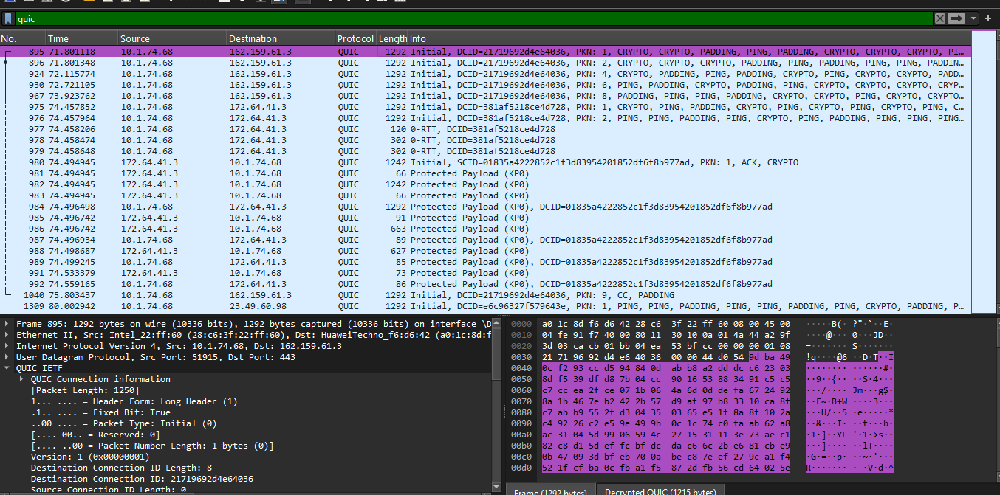 quic
No. Time Source Destination Protocol Length Info
895 71.801118 10.1.74.68 162.159.61.3 QUIC 1292 Initial, DCID=21719692d4e64036, PKN: 1, CRYPTO, CRYPTO, PADDING, PING, PADDING, CRYPTO, CRYPTO, CRYPTO, PI…
896 71.801348 10.1.74.68 162.159.61.3 QUIC 1292 Initial, DCID=21719692d4e64036, PKN: 2, CRYPTO, CRYPTO, CRYPTO, PADDING, PING, PADDING, PING, PING, PADDIN…
924 72.115774 10.1.74.68 162.159.61.3 QUIC 1292 Initial, DCID=21719692d4e64036, PKN: 4, CRYPTO, PADDING, PING, PADDING, CRYPTO, PING, CRYPTO, CRYPTO, PADD…
930 72.721105 10.1.74.68 162.159.61.3 QUIC 1292 Initial, DCID=21719692d4e64036, PKN: 6, PING, PADDING, CRYPTO, PADDING, PING, PADDING, CRYPTO, CRYPTO, CRYP…
967 73.923762 10.1.74.68 162.159.61.3 QUIC 1292 Initial, DCID=21719692d4e64036, PKN: 8, PADDING, PING, PING, PADDING, CRYPTO, CRYPTO, PING, CRYPTO, CRYPTO…
975 74.457852 10.1.74.68 172.64.41.3 QUIC 1292 Initial, DCID=381af5218ce4d728, PKN: 1, CRYPTO, PING, PADDING, CRYPTO, PING, CRYPTO, PING, CRYPTO, PING, C…
976 74.457964 10.1.74.68 172.64.41.3 QUIC 1292 Initial, DCID=381af5218ce4d728, PKN: 2, PING, PING, PADDING, PING, CRYPTO, PING, PADDING, PING, PING, PING…
977 74.458206 10.1.74.68 172.64.41.3 QUIC 120 0-RTT, DCID=381af5218ce4d728
978 74.458474 10.1.74.68 172.64.41.3 QUIC 302 0-RTT, DCID=381af5218ce4d728
979 74.458648 10.1.74.68 172.64.41.3 QUIC 302 0-RTT, DCID=381af5218ce4d728
980 74.494945 172.64.41.3 10.1.74.68 QUIC 1242 Initial, SCID=01835a4222852c1f3d83954201852df6f8b977ad, PKN: 1, ACK, CRYPTO
981 74.494945 172.64.41.3 10.1.74.68 QUIC 66 Protected Payload (KP0)
982 74.494945 172.64.41.3 10.1.74.68 QUIC 1242 Protected Payload (KP0)
983 74.494945 172.64.41.3 10.1.74.68 QUIC 66 Protected Payload (KP0)
984 74.496498 10.1.74.68 172.64.41.3 QUIC 1292 Protected Payload (KP0), DCID=01835a4222852c1f3d83954201852df6f8b977ad
985 74.496742 172.64.41.3 10.1.74.68 QUIC 91 Protected Payload (KP0)
986 74.496742 172.64.41.3 10.1.74.68 QUIC 663 Protected Payload (KP0)
987 74.496934 10.1.74.68 172.64.41.3 QUIC 89 Protected Payload (KP0), DCID=01835a4222852c1f3d83954201852df6f8b977ad
988 74.498687 172.64.41.3 10.1.74.68 QUIC 627 Protected Payload (KP0)
989 74.499245 10.1.74.68 172.64.41.3 QUIC 85 Protected Payload (KP0), DCID=01835a4222852c1f3d83954201852df6f8b977ad
991 74.533379 172.64.41.3 10.1.74.68 QUIC 73 Protected Payload (KP0)
992 74.559165 10.1.74.68 172.64.41.3 QUIC 86 Protected Payload (KP0), DCID=01835a4222852c1f3d83954201852df6f8b977ad
1040 75.803437 10.1.74.68 162.159.61.3 QUIC 1292 Initial, DCID=21719692d4e64036, PKN: 9, CC, PADDING
1309 80.002942 10.1.74.68 23.49.60.98 QUIC 1292 Initial, DCID=e6c96327f579643e, PKN: 1, PING, PING, PADDING, PING, PING, PADDING, PING, CRYPTO, PADDING, P…
Frame 895: 1292 bytes on wire (10336 bits), 1292 bytes captured (10336 bits) on interface \D
Ethernet II, Src: Intel_22:ff:60 (28:c6:3f:22:ff:60), Dst: HuaweiTechno_f6:d6:42 (a0:1c:8d:f
Internet Protocol Version 4, Src: 10.1.74.68, Dst: 162.159.61.3
User Datagram Protocol, Src Port: 51915, Dst Port: 443
QUIC IETF
QUIC Connection information
[Packet Length: 1250]
1... .... = Header Form: Long Header (1)
.1.. .... = Fixed Bit: True
..00 .... = Packet Type: Initial (0)
[.... 00.. = Reserved: 0]
[.... ..00 = Packet Number Length: 1 bytes (0)]
Version: 1 (0x00000001)
Destination Connection ID Length: 8
Destination Connection ID: 21719692d4e64036
Source Connection ID Length: 0
0000 a0 1c 8d f6 d6 42 28 c6 3f 22 ff 60 08 00 45 00 ·····B(· ?"·`··E·
0010 04 fe 91 f7 40 00 80 11 30 10 0a 01 4a 44 a2 9f ····@··· 0···JD··
0020 3d 03 ca cb 01 bb 04 ea 53 bf cc 00 00 00 01 08 =······· S·······
0030 21 71 96 92 d4 e6 40 36 00 00 44 d0 54 9d ba 49 !q····@6 ··D·T··I
0040 0c f2 93 cc d5 94 84 0d ab b8 a2 dd dc c6 23 03 ········ ······#·
0050 8d f5 39 df d8 7b 04 cc 90 16 53 88 34 91 c5 c5 ··9··{·· ··S·4···
0060 c7 cc ea 2f ce 07 1b 06 4a 6d 0d de fa 67 24 92 ···/···· Jm···g$·
0070 8a 1b 46 7e b2 42 2b 57 d9 af 97 b8 33 10 ca 8f ··F~·B+W ····3···
0080 c7 ab b9 55 2f d3 04 35 03 65 e5 1f 8a 8f 10 2a ···U/··5 ·e·····*
0090 c4 92 26 c2 e5 9e 49 9b 0c 1c 74 c0 fa ab 62 a8 ··&···I· ··t···b·
00a0 ac 31 04 5d 99 06 59 4c 27 15 31 11 3e 73 ae c1 ·1·]··YL '·1·>s··
00b0 82 c8 d1 5d ef fc bf dc da c6 6c 2b e6 81 cb e9 ···]···· ··l+····
00c0 0b 47 09 3d bf eb 70 0a be c8 7e ef 27 9c a1 f4 ·G·=··p· ··~·'···
00d0 52 1f cf ba 0c fb a1 f5 87 2d fb 56 cd 64 02 5e R······· ·-·V·d·^
Frame (1292 bytes) Decrypted QUIC (1215 bytes)